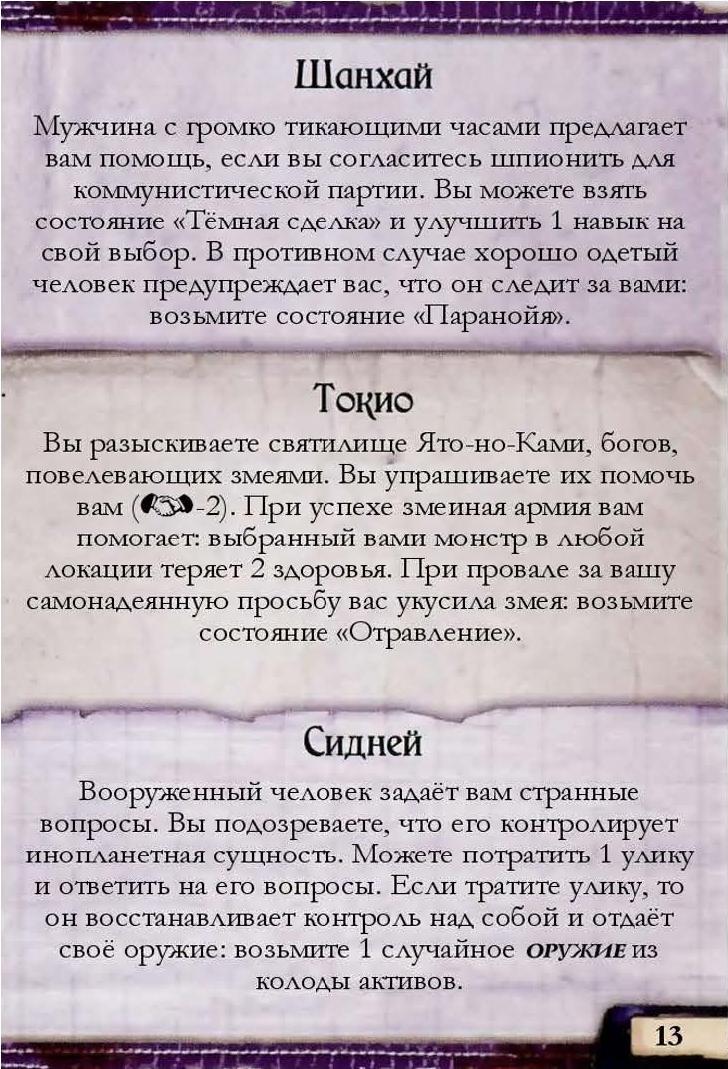 Шанхай
Мужчина с громко тикающими часами предлагает
вам помощь, если вы согласитесь шпионить для
коммунистической партии. Вы можете взять
состояние «Тёмная сделка» и улучшить 1 навык на
свой выбор. В противном случае хорошо одетый
человек предупреждает вас, что он следит за вами:
возьмите состояние «Паранойя».
Токио
Вы разыскиваете святилище Ято-но-Ками, богов,
повелевающих змеями. Вы упрашиваете их помочь
вам (-2). При успехе змеиная армия вам
помогает: выбранный вами монстр в любой
локации теряет 2 здоровья. При провале за вашу
самонадеянную просьбу вас укусила змея: возьмите
состояние «Отравление».
Сидней
Вооруженный человек задаёт вам странные
вопросы. Вы подозреваете, что его контролирует
инопланетная сущность. Можете потратить 1 улику
и ответить на его вопросы. Если тратите улику, то
он восстанавливает контроль над собой и отдаёт
своё оружие: возьмите 1 случайное ОРУЖИЕ из
колоды активов.
13